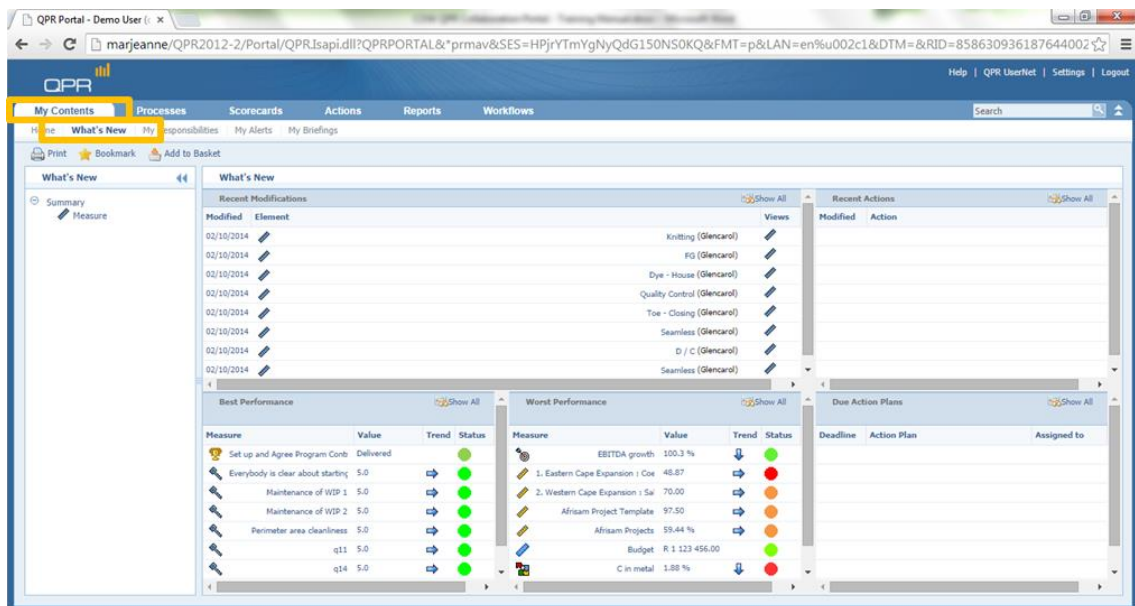 QPR Portal - Demo User (c
marjeanne/QPR2012-2/Portal/QPR.Isapi.dll?QPRPORTAL&*prmav&SES=HPjrYTmYgNyQdG150NS0KQ&FMT=p&LAN=en%u002c1&DTM=&RID=858630936187644002
QPR
Help | QPR UserNet | Settings | Logout
My Contents Processes Scorecards Actions Reports Workflows Search
What's New My Responsibilities My Alerts My Briefings
Print Bookmark Add to Basket
What's New What's New
Summary
Measure
Recent Modifications Show All Recent Actions Show All
Modified Element Views Modified Action
02/10/2014 Knitting (Glencarol)
02/10/2014 FG (Glencarol)
02/10/2014 Dye - House (Glencarol)
02/10/2014 Quality Control (Glencarol)
02/10/2014 Toe - Closing (Glencarol)
02/10/2014 Seamless (Glencarol)
02/10/2014 D / C (Glencarol)
02/10/2014 Seamless (Glencarol)
Best Performance Show All Worst Performance Show All Due Action Plans Show All
Measure Value Trend Status Measure Value Trend Status Deadline Action Plan Assigned to
Set up and Agree Program Cont Delivered EBITDA growth 100.3 %
Everybody is clear about starting 5.0 1. Eastern Cape Expansion : Coe 48.87
Maintenance of WIP 1 5.0 2. Western Cape Expansion : Sal 70.00
Maintenance of WIP 2 5.0 Afrisam Project Template 97.50
Perimeter area cleanliness 5.0 Afrisam Projects 59.44 %
q11 5.0 Budget R 1 123 456.00
q14 5.0 C in metal 1.88 %